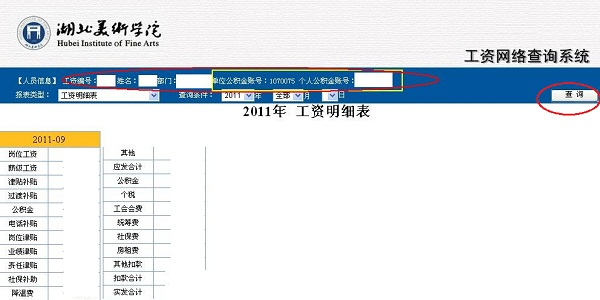 湖北美術学院
Hubei Institute of Fine Arts
工资网络查询系统
【人员信息】 工资编号： 姓名： 部门： 单位公积金账号：1070075 个人公积金账号：
报表类型： 工资明细表 查询条件： 2011 年 全部 月 日 查 询
2011年 工资明细表
2011-09
岗位工资 其他
薪级工资 应发合计
津贴补贴 公积金
过渡补贴 个税
公积金 工会会费
电话补贴 统筹费
岗位津贴 社保费
业绩津贴 房租费
责任津贴 其他扣款
社保补助 扣款合计
降温费 实发合计